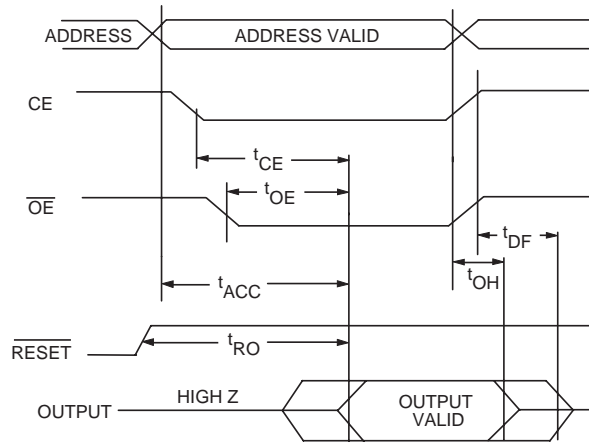 ADDRESS
ADDRESS VALID
CE
tCE
OE
tOE
tDF
tOH
tACC
RESET
tRO
OUTPUT
HIGH Z
OUTPUT
VALID